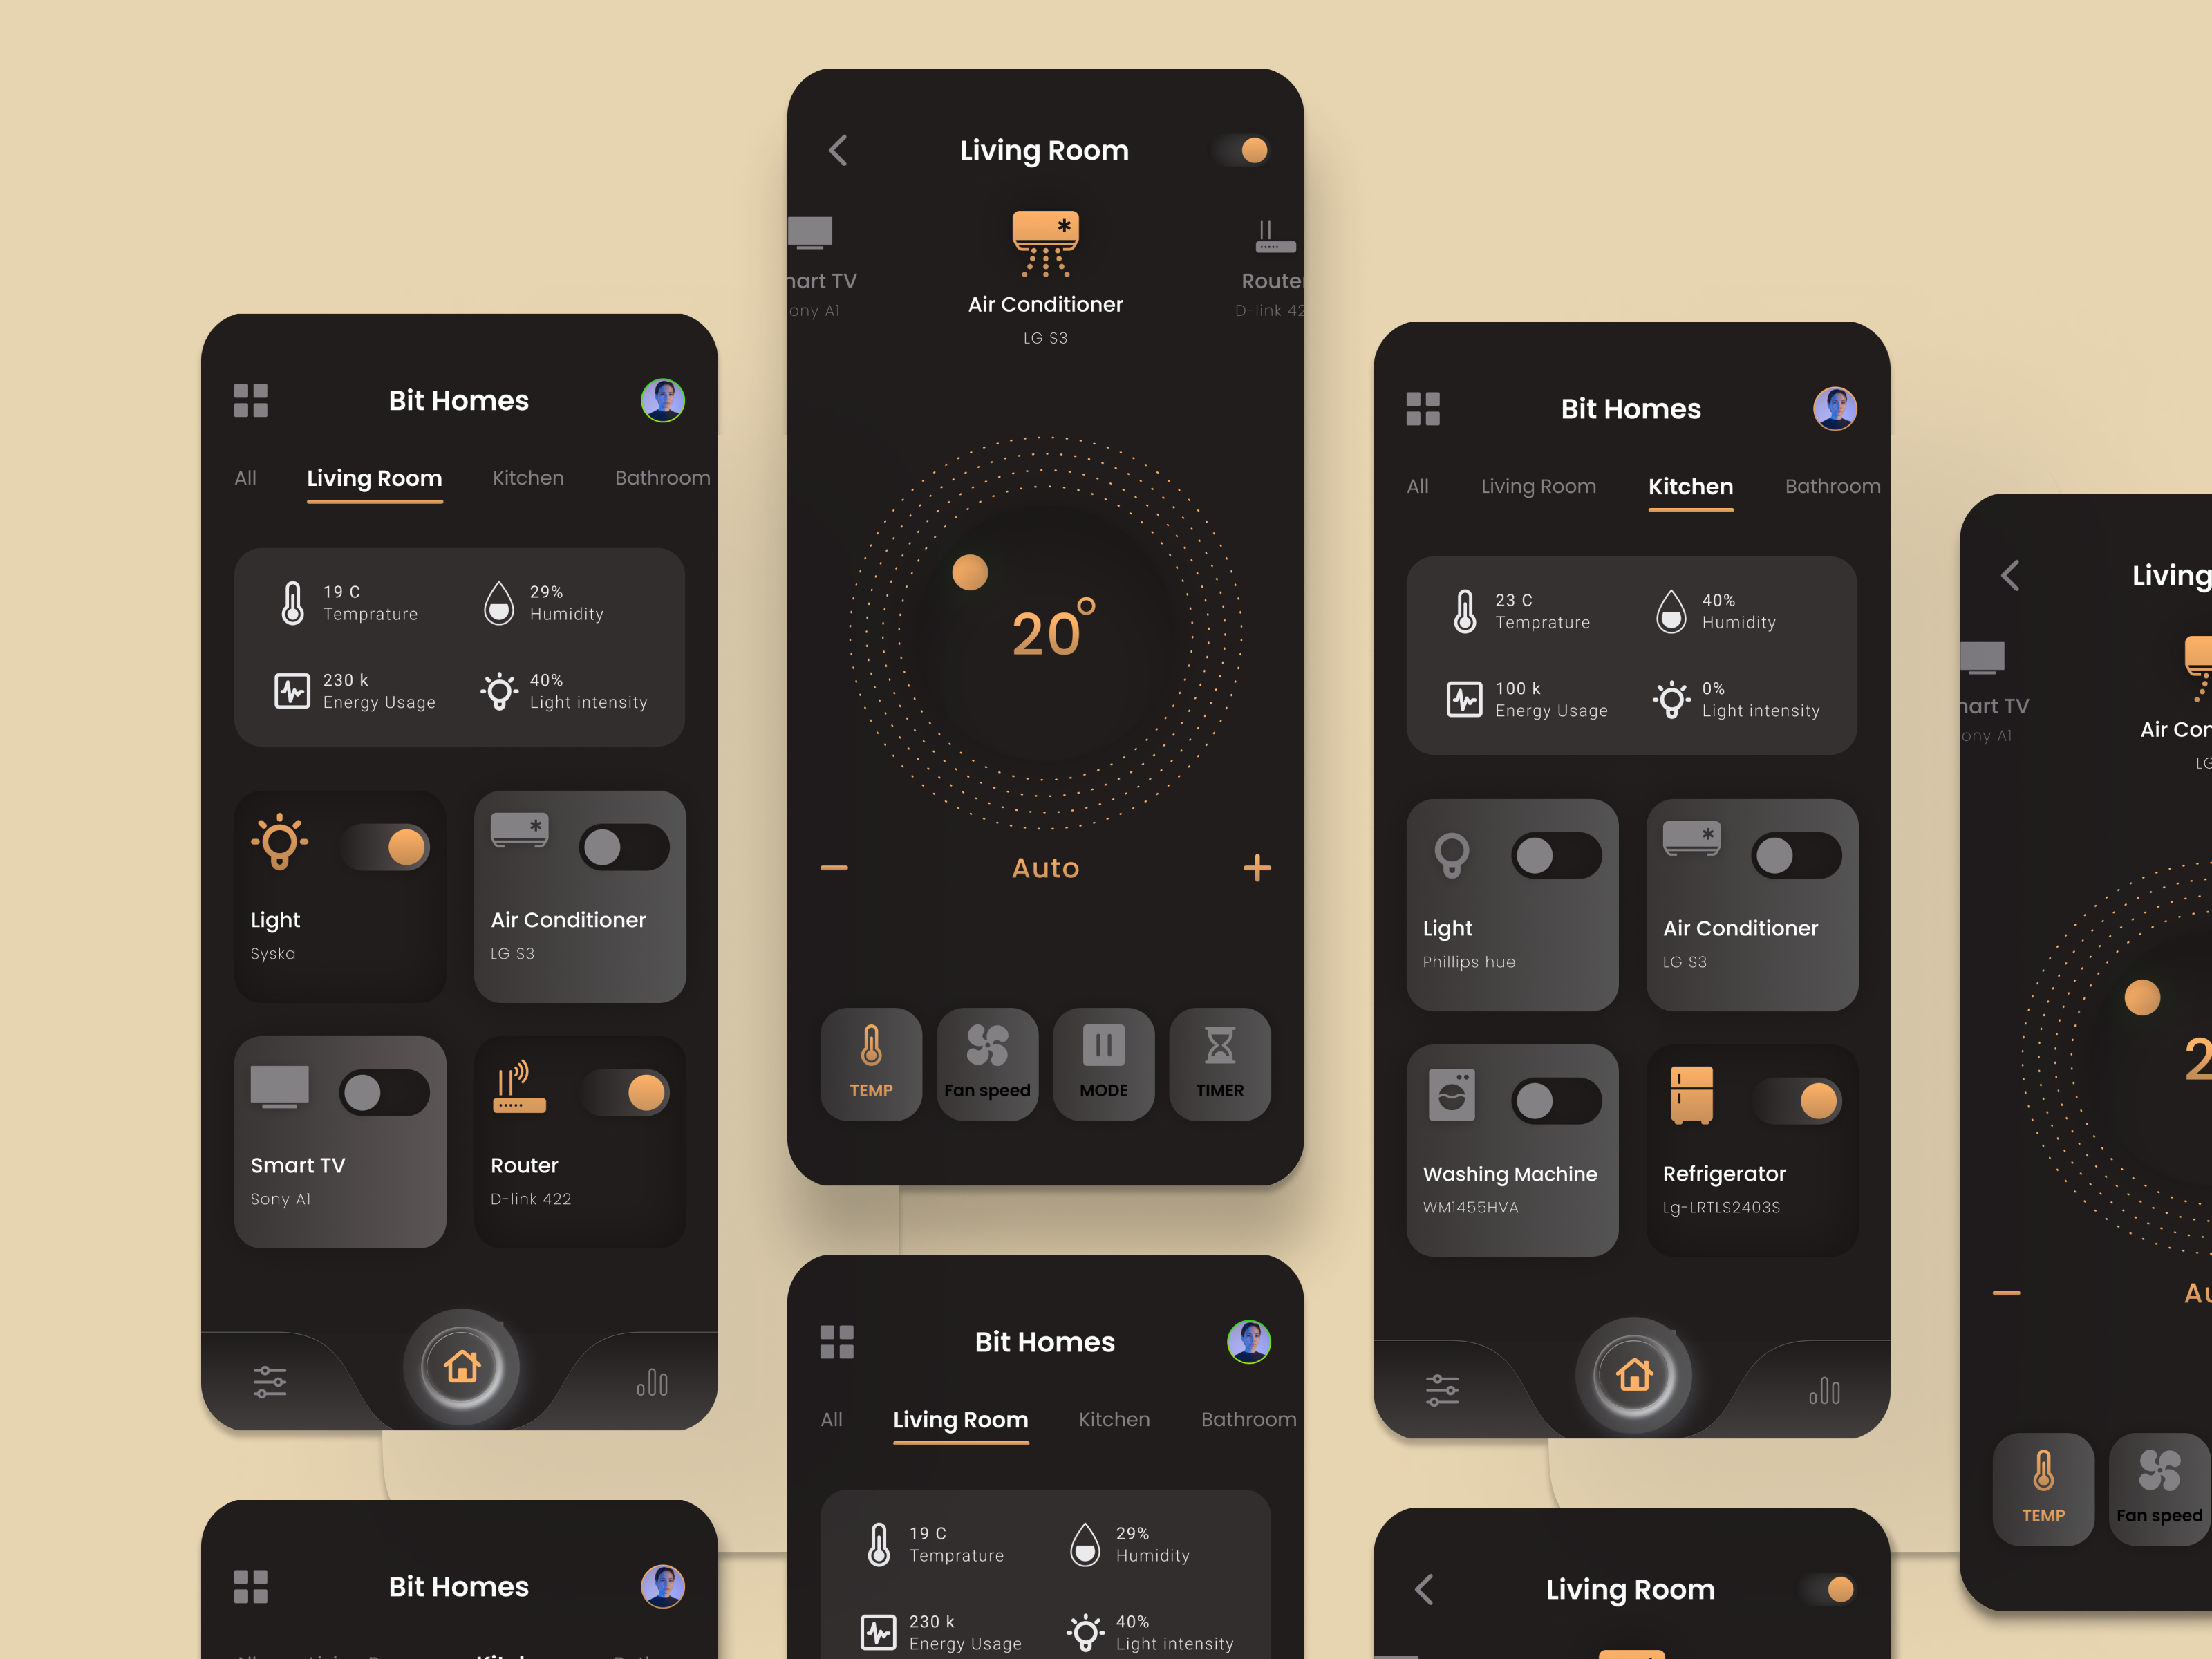 Bit Homes
All Living Room Kitchen Bathroom
19 C
Temprature
29%
Humidity
230 k
Energy Usage
40%
Light intensity
Light
Syska
Air Conditioner
LG S3
Smart TV
Sony A1
Router
D-link 422
Bit Homes
Living Room
nart TV
ony A1
Air Conditioner
LG S3
Router
D-link 42
20°
Auto
TEMP
Fan speed
MODE
TIMER
Bit Homes
All Living Room Kitchen Bathroom
19 C
Temprature
29%
Humidity
230 k
Energy Usage
40%
Light intensity
Bit Homes
All Living Room Kitchen Bathroom
23 C
Temprature
40%
Humidity
100 k
Energy Usage
0%
Light intensity
Light
Phillips hue
Air Conditioner
LG S3
Washing Machine
WM1455HVA
Refrigerator
Lg-LRTLS2403S
Living Room
Living
nart TV
ony A1
Air Con
LG
2
Au
TEMP
Fan speed